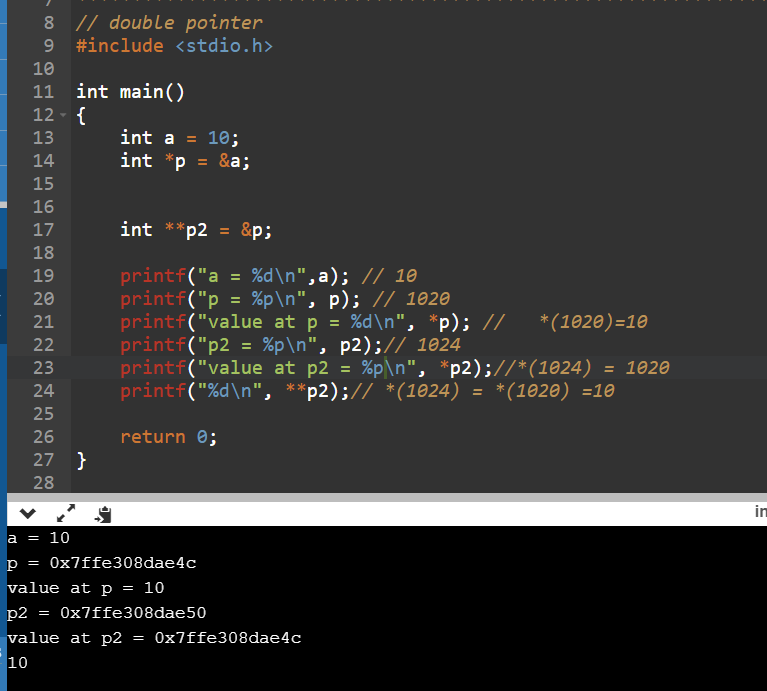 8 // double pointer
9 #include <stdio.h>
10
11 int main()
12 {
13     int a = 10;
14     int *p = &a;
15
16
17     int **p2 = &p;
18
19     printf("a = %d\n",a); // 10
20     printf("p = %p\n", p); // 1020
21     printf("value at p = %d\n", *p); //   *(1020)=10
22     printf("p2 = %p\n", p2);// 1024
23     printf("value at p2 = %p\n", *p2);//*(1024) = 1020
24     printf("%d\n", **p2);// *(1024) = *(1020) =10
25
26     return 0;
27 }
28
in
a = 10
p = 0x7ffe308dae4c
value at p = 10
p2 = 0x7ffe308dae50
value at p2 = 0x7ffe308dae4c
10